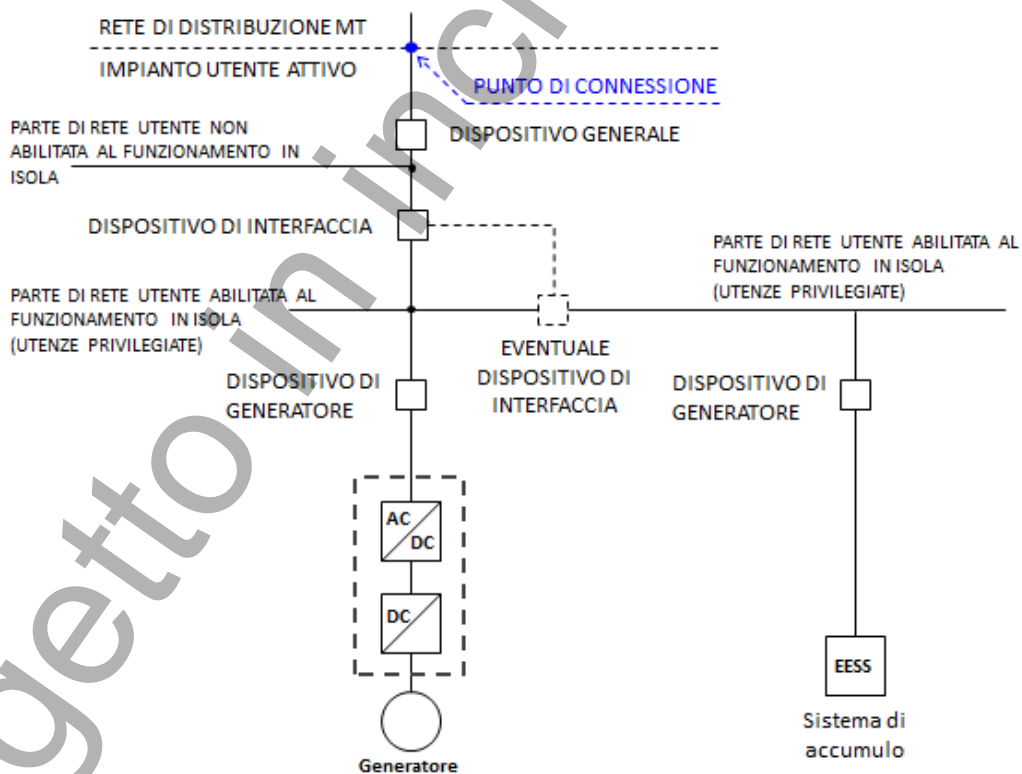 RETE DI DISTRIBUZIONE MT
IMPIANTO UTENTE ATTIVO
PUNTO DI CONNESSIONE
PARTE DI RETE UTENTE NON
ABILITATA AL FUNZIONAMENTO IN
ISOLA
DISPOSITIVO GENERALE
DISPOSITIVO DI INTERFACCIA
PARTE DI RETE UTENTE ABILITATA AL
FUNZIONAMENTO IN ISOLA
(UTENZE PRIVILEGIATE)
PARTE DI RETE UTENTE ABILITATA AL
FUNZIONAMENTO IN ISOLA
(UTENZE PRIVILEGIATE)
EVENTUALE
DISPOSITIVO DI
INTERFACCIA
DISPOSITIVO DI
GENERATORE
DISPOSITIVO DI
GENERATORE
AC
DC
DC
EESS
Generatore
Sistema di
accumulo
getto in